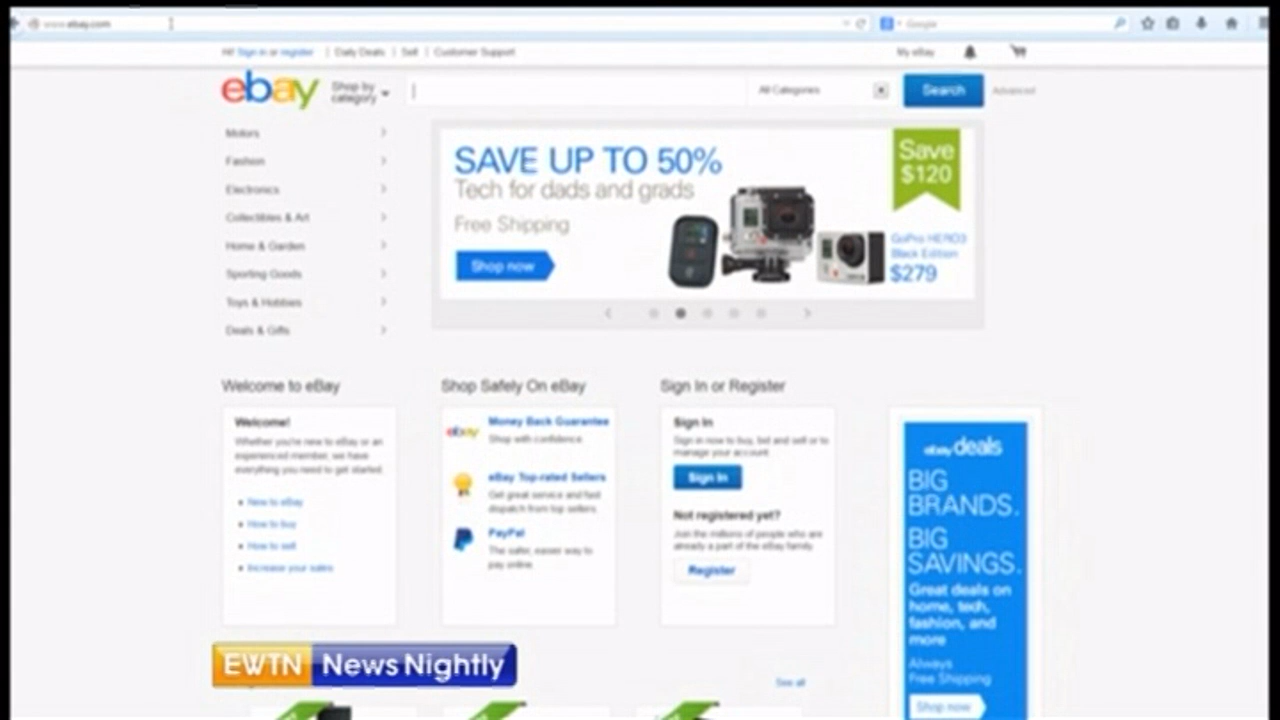 www.ebay.com
Google
Hi! Sign in or register | Daily Deals | Sell | Customer Support
My eBay
ebay
Shop by
category
All Categories
Search
Advanced
Motors
Fashion
Electronics
Collectibles & Art
Home & Garden
Sporting Goods
Toys & Hobbies
Deals & Gifts
SAVE UP TO 50%
Tech for dads and grads
Free Shipping
Shop now
Save
$120
GoPro HERO3
Black Edition
$279
Welcome to eBay
Welcome!
Whether you're new to eBay or an
experienced member, we have
everything you need to get started.
• New to eBay
• How to buy
• How to sell
• Increase your sales
Shop Safely On eBay
ebay
Money Back Guarantee
Shop with confidence
eBay Top-rated Sellers
Get great service and fast
dispatch from top sellers.
PayPal
The safer, easier way to
pay online.
Sign In or Register
Sign In
Sign in now to buy, bid and sell or to
manage your account
Sign In
Not registered yet?
Join the millions of people who are
already a part of the eBay family
Register
ebay deals
BIG
BRANDS.
BIG
SAVINGS.
Great deals on
home, tech,
fashion, and
more
Always
Free Shipping
Shop now
EWTN News Nightly
See all